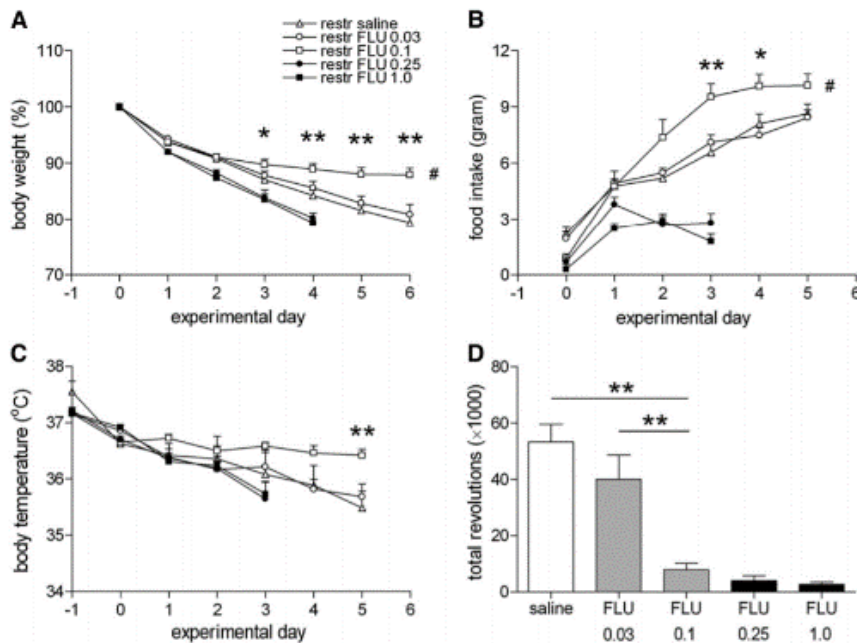 A
restr saline
restr FLU 0.03
restr FLU 0.1
restr FLU 0.25
restr FLU 1.0
body weight (%)
110
100
90
80
70
* ** ** **
#
-1 0 1 2 3 4 5 6
experimental day
B
food intake (gram)
12
9
6
3
0
** *
#
-1 0 1 2 3 4 5 6
experimental day
C
body temperature (°C)
38
37
36
35
34
**
-1 0 1 2 3 4 5 6
experimental day
D
total revolutions (×1000)
80
60
40
20
0
**
**
saline FLU FLU FLU FLU
0.03 0.1 0.25 1.0